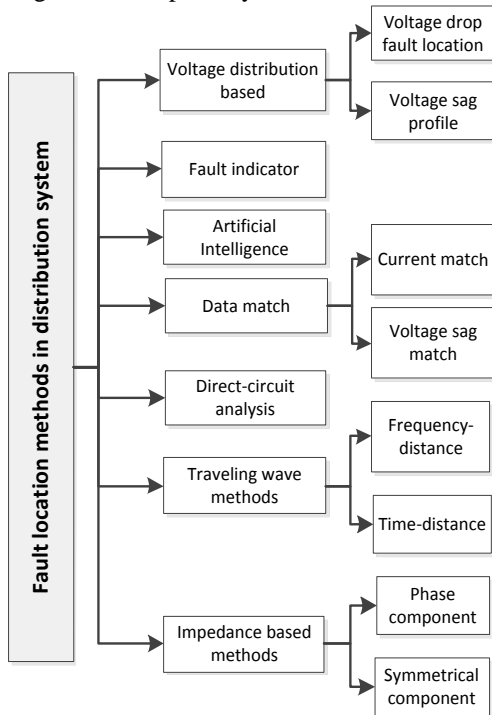 Fault location methods in distribution system
Voltage distribution
based
Voltage drop
fault location
Voltage sag
profile
Fault indicator
Artificial
Intelligence
Data match
Current match
Voltage sag
match
Direct-circuit
analysis
Traveling wave
methods
Frequency-
distance
Time-distance
Impedance based
methods
Phase
component
Symmetrical
component